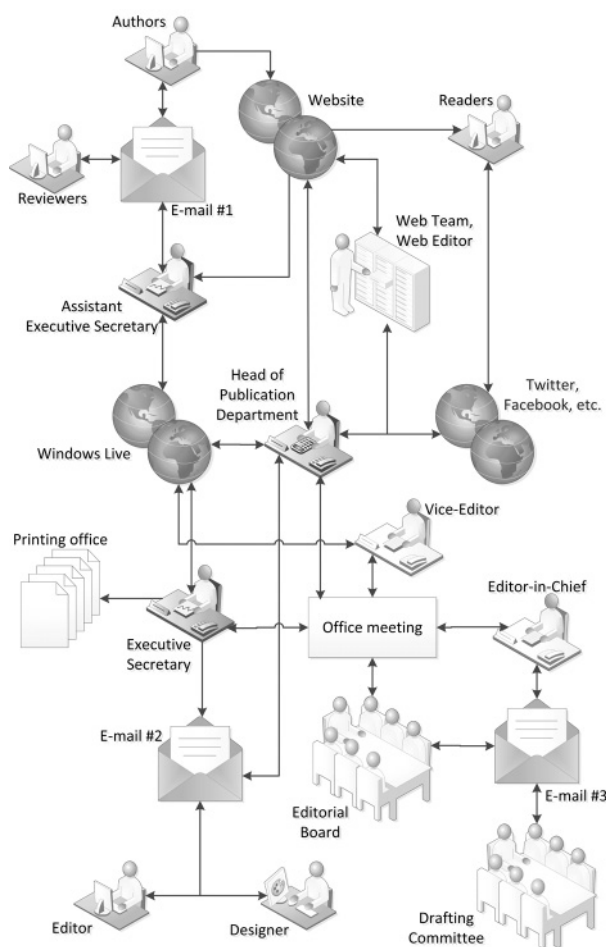 Authors
Website
Readers
Reviewers
E-mail #1
Web Team,
Web Editor
Assistant
Executive Secretary
Head of
Publication
Department
Twitter,
Facebook, etc.
Windows Live
Vice-Editor
Printing office
Editor-in-Chief
Office meeting
Executive
Secretary
E-mail #2
E-mail #3
Editorial
Board
Editor
Designer
Drafting
Committee